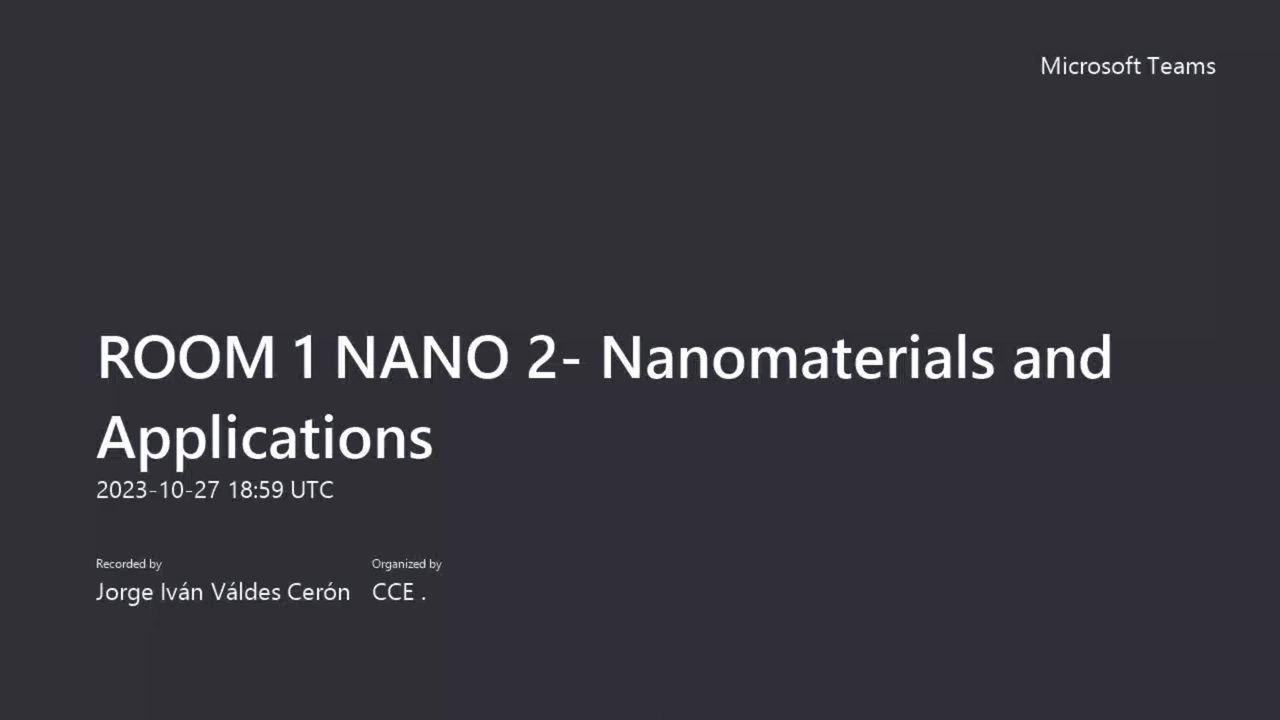 Microsoft Teams
ROOM 1 NANO 2- Nanomaterials and
Applications
2023-10-27 18:59 UTC
Recorded by
Jorge Iván Váldes Cerón
Organized by
CCE .